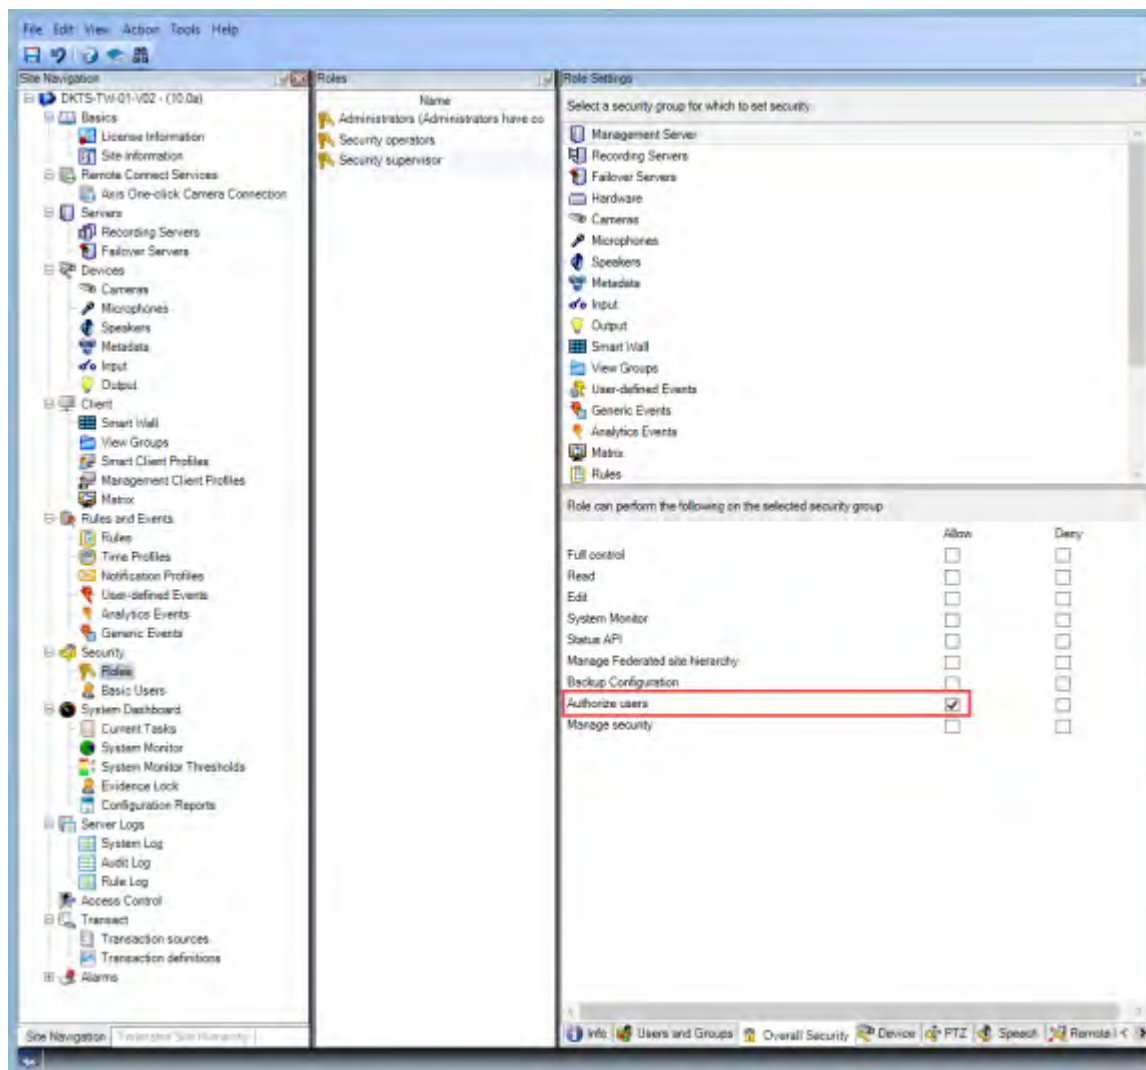 File Edit View Action Tools Help
Site Navigation
DKTS-TW-01-V02 - (10.0a)
Basics
License Information
Site information
Remote Connect Services
Axis One-click Camera Connection
Servers
Recording Servers
Failover Servers
Devices
Cameras
Microphones
Speakers
Metadata
Input
Output
Client
Smart Wall
View Groups
Smart Client Profiles
Management Client Profiles
Matrix
Rules and Events
Rules
Time Profiles
Notification Profiles
User-defined Events
Analytics Events
Generic Events
Security
Roles
Basic Users
System Dashboard
Current Tasks
System Monitor
System Monitor Thresholds
Evidence Lock
Configuration Reports
Server Logs
System Log
Audit Log
Rule Log
Access Control
Transact
Transaction sources
Transaction definitions
Alarms
Site Navigation Federated Site Hierarchy
Roles
Name
Administrators (Administrators have co
Security operators
Security supervisor
Role Settings
Select a security group for which to set security
Management Server
Recording Servers
Failover Servers
Hardware
Cameras
Microphones
Speakers
Metadata
Input
Output
Smart Wall
View Groups
User-defined Events
Generic Events
Analytics Events
Matrix
Rules
Role can perform the following on the selected security group
Allow Deny
Full control
Read
Edit
System Monitor
Status API
Manage Federated site hierarchy
Backup Configuration
Authorize users
Manage security
Info Users and Groups Overall Security Device PTZ Speech Remote